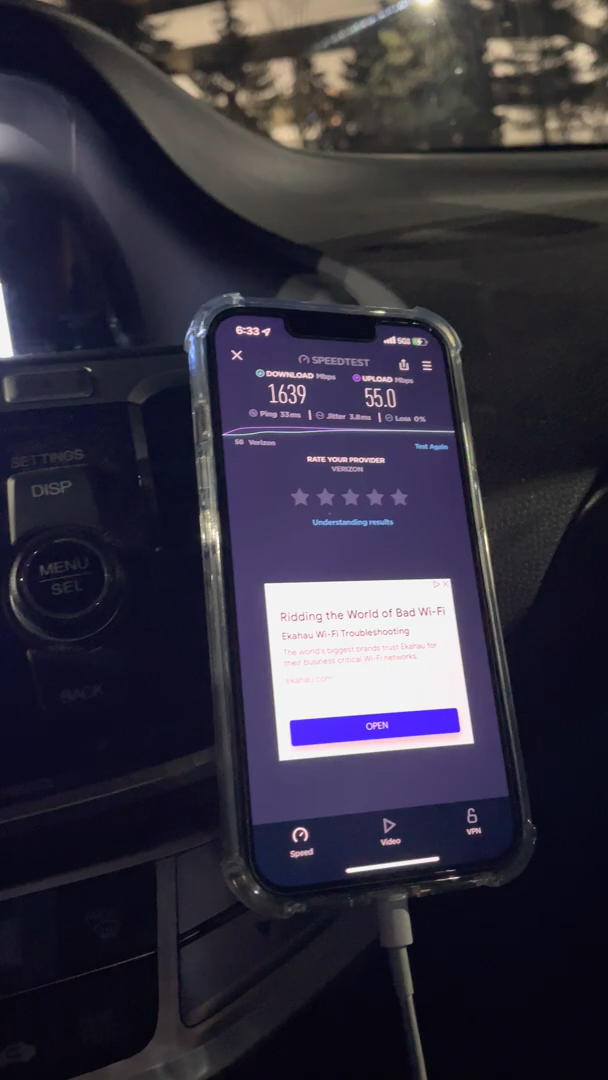 6:33
5G
SPEEDTEST
DOWNLOAD Mbps
UPLOAD Mbps
1639
55.0
Ping 33ms
Jitter 3.8ms
Loss 0%
5G Verizon
Test Again
RATE YOUR PROVIDER
VERIZON
Understanding results
Ridding the World of Bad Wi-Fi
Ekahau Wi-Fi Troubleshooting
The world's biggest brands trust Ekahau for
their business critical Wi-Fi networks.
ekahau.com
OPEN
Speed
Video
VPN
SETTINGS
DISP
MENU
SEL
BACK